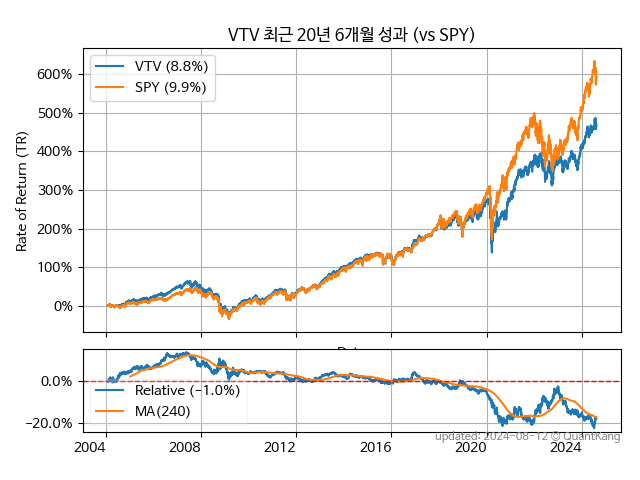 VTV 최근 20년 6개월 성과 (vs SPY)
VTV (8.8%)
SPY (9.9%)
Rate of Return (TR)
600%
500%
400%
300%
200%
100%
0%
0.0%
−20.0%
Relative (−1.0%)
MA(240)
2004 2008 2012 2016 2020 2024
updated: 2024-08-12 © QuantKang